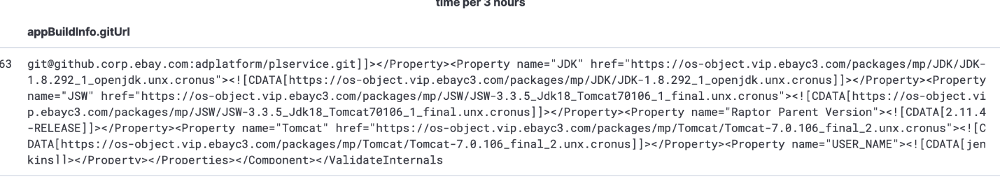 time per 3 hours
appBuildInfo.gitUrl
63 git@github.corp.ebay.com:adplatform/plservice.git]]></Property><Property name="JDK" href="https://os-object.vip.ebayc3.com/packages/mp/JDK/JDK-
1.8.292_1_openjdk.unx.cronus"><![CDATA[https://os-object.vip.ebayc3.com/packages/mp/JDK/JDK-1.8.292_1_openjdk.unx.cronus]]></Property><Property
name="JSW" href="https://os-object.vip.ebayc3.com/packages/mp/JSW/JSW-3.3.5_Jdk18_Tomcat70106_1_final.unx.cronus"><![CDATA[https://os-object.vi
p.ebayc3.com/packages/mp/JSW/JSW-3.3.5_Jdk18_Tomcat70106_1_final.unx.cronus]]></Property><Property name="Raptor Parent Version"><![CDATA[2.11.4
-RELEASE]]></Property><Property name="Tomcat" href="https://os-object.vip.ebayc3.com/packages/mp/Tomcat/Tomcat-7.0.106_final_2.unx.cronus"><![C
DATA[https://os-object.vip.ebayc3.com/packages/mp/Tomcat/Tomcat-7.0.106_final_2.unx.cronus]]></Property><Property name="USER_NAME"><![CDATA[jen
kins]]></Property></Properties></Component></ValidateInternals